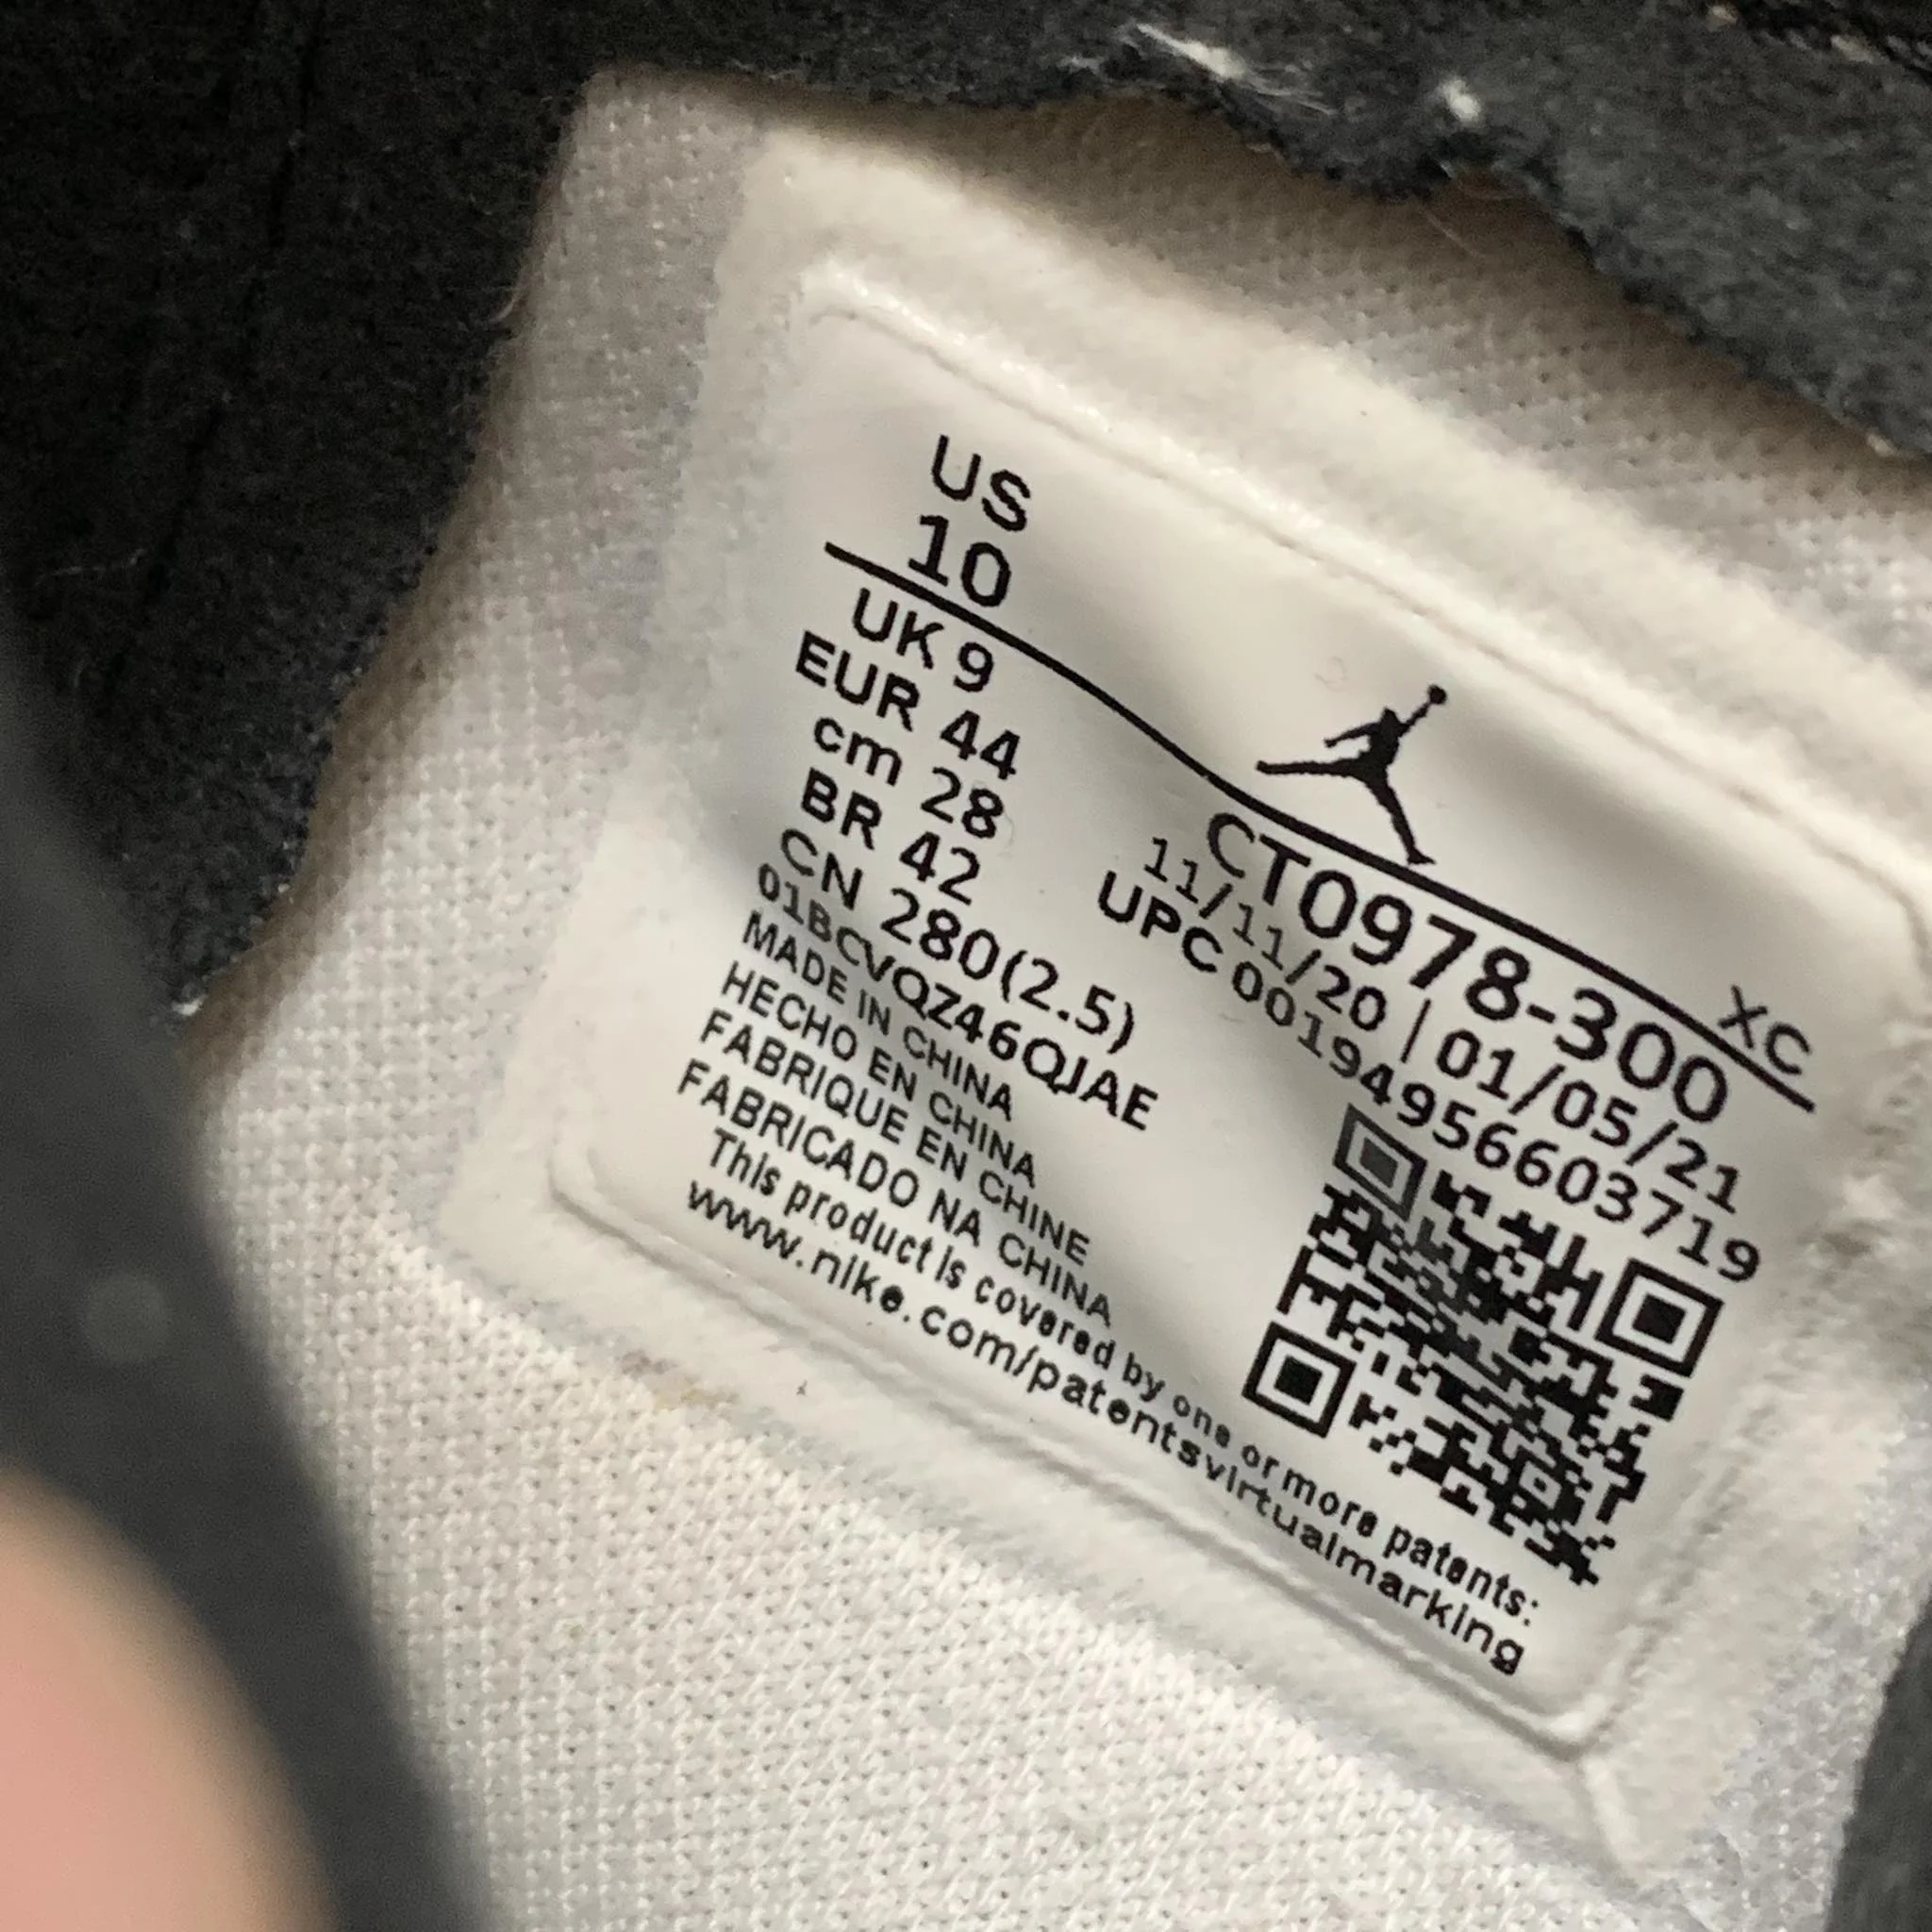 US
10
UK 9
EUR 44
cm 28
BR 42
CN 280(2.5)
01BCVQZ46QJAE
MADE IN CHINA
HECHO EN CHINA
FABRIQUE EN CHINE
FABRICADO NA CHINA
This product is covered by one or more patents:
www.nike.com/patentsvirtualmarking
XC
CT0978-300
11/11/20 | 01/05/21
UPC 00194956603719